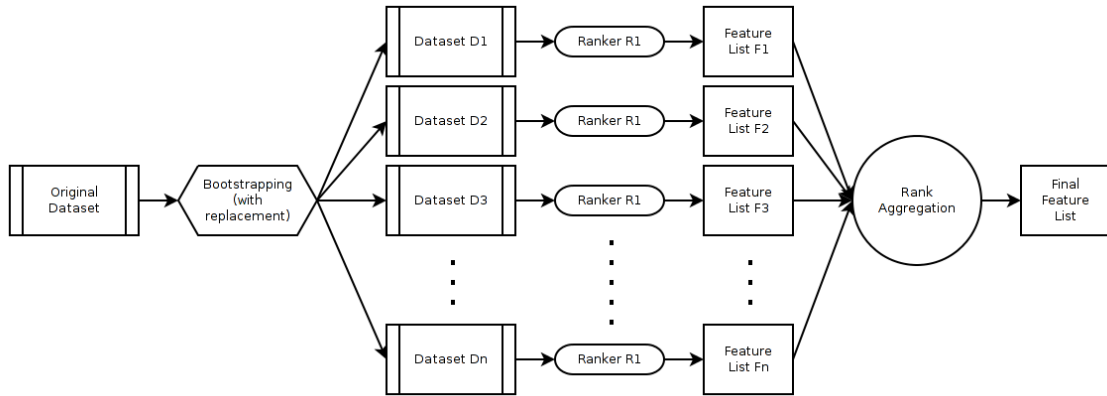 Dataset D1
Ranker R1
Feature
List F1
Dataset D2
Ranker R1
Feature
List F2
Original
Dataset
Bootstrapping
(with
replacement)
Dataset D3
Ranker R1
Feature
List F3
Rank
Aggregation
Final
Feature
List
Dataset Dn
Ranker R1
Feature
List Fn